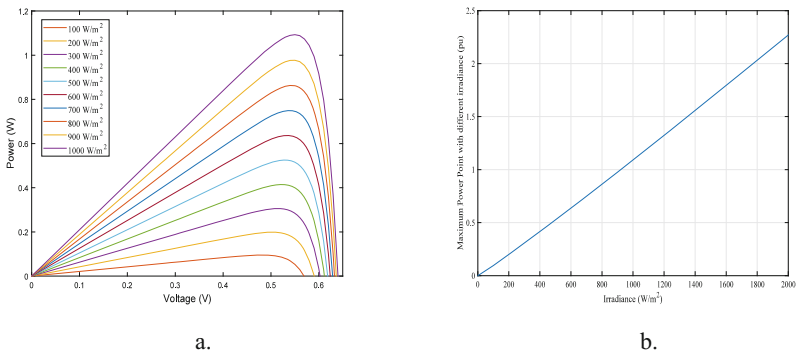 1.2
1
0.8
0.6
0.4
0.2
0
Power (W)
100 W/m²
200 W/m²
300 W/m²
400 W/m²
500 W/m²
600 W/m²
700 W/m²
800 W/m²
900 W/m²
1000 W/m²
0 0.1 0.2 0.3 0.4 0.5 0.6
Voltage (V)
a.
2.5
2
1.5
1
0.5
0
Maximum Power Point with different irradiance (pu)
0 200 400 600 800 1000 1200 1400 1600 1800 2000
Irradiance (W/m²)
b.